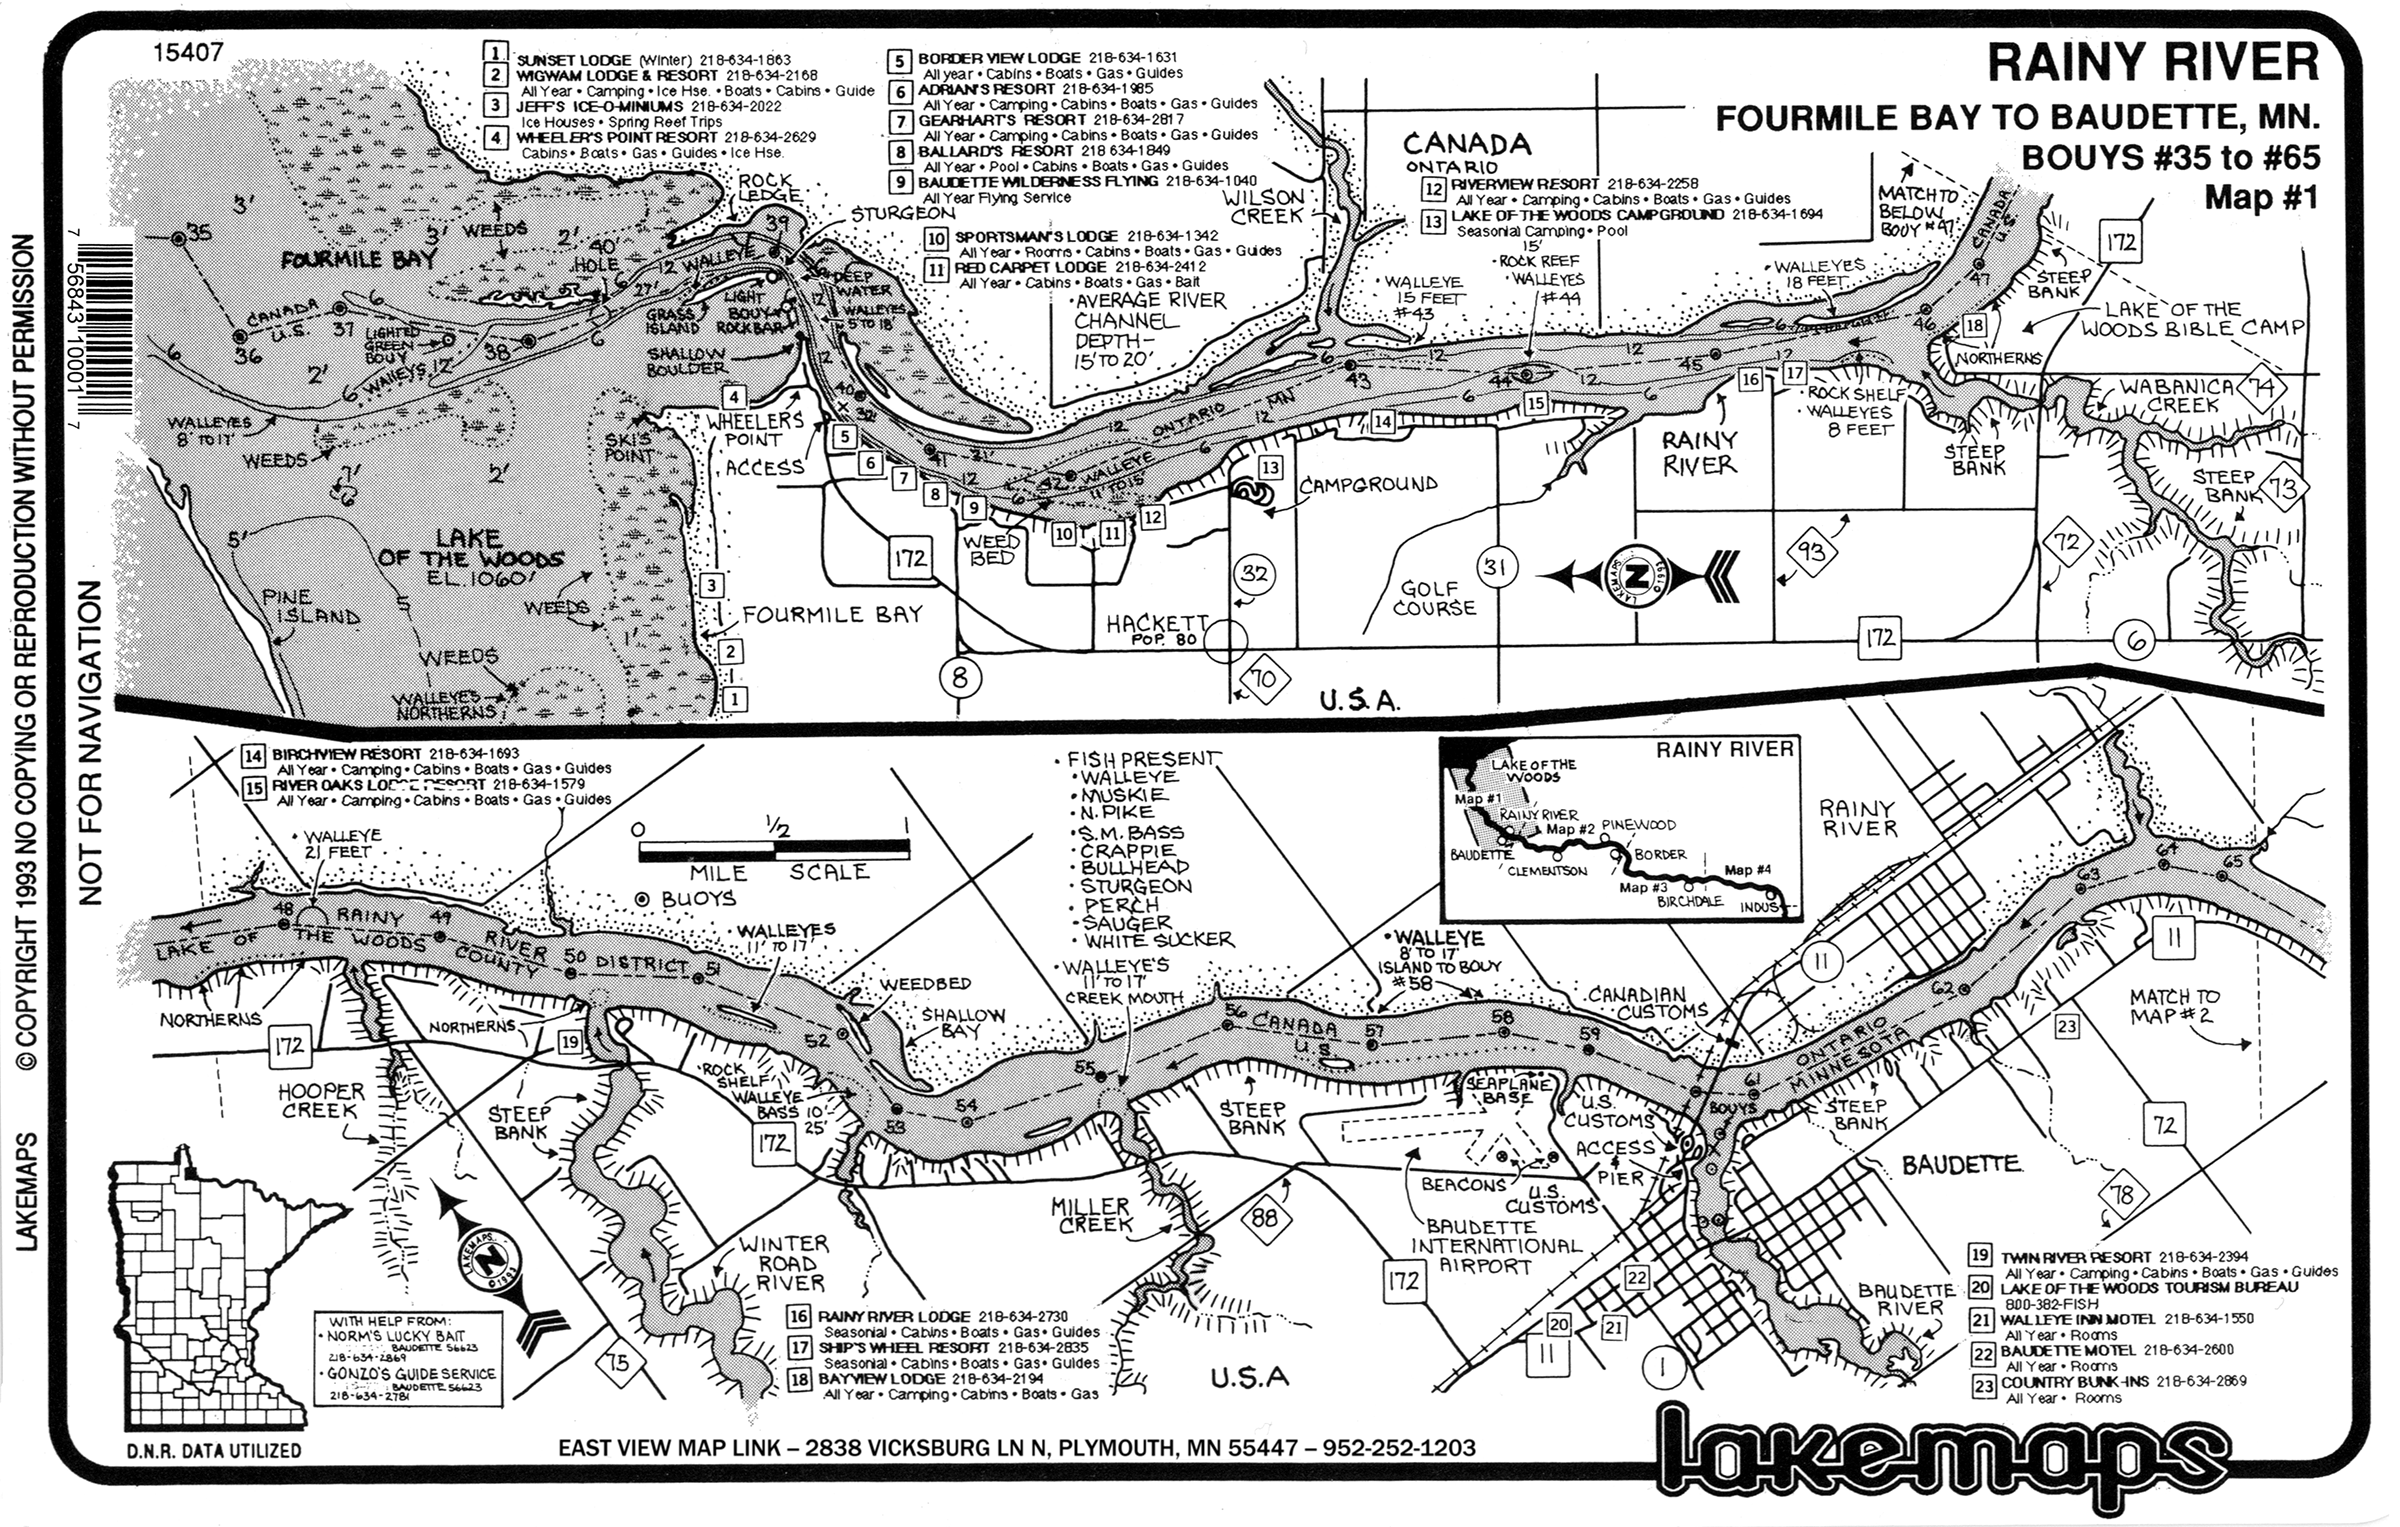 15407
RAINY RIVER
FOURMILE BAY TO BAUDETTE, MN.
BOUYS #35 to #65
Map #1
1 SUNSET LODGE (Winter) 218-634-1863
2 WIGWAM LODGE & RESORT 218-634-2168
All Year • Camping • Ice Hse. • Boats • Cabins • Guide
3 JEFF'S ICE-O-MINIUMS 218-634-2022
Ice Houses • Spring Reef Trips
4 WHEELER'S POINT RESORT 218-634-2629
Cabins • Boats • Gas • Guides • Ice Hse.
5 BORDER VIEW LODGE 218-634-1631
All year • Cabins • Boats • Gas • Guides
6 ADRIAN'S RESORT 218-634-1985
All Year • Camping • Cabins • Boats • Gas • Guides
7 GEARHART'S RESORT 218-634-2817
All Year • Camping • Cabins • Boats • Gas • Guides
8 BALLARD'S RESORT 218 634-1849
All Year • Pool • Cabins • Boats • Gas • Guides
9 BAUDETTE WILDERNESS FLYING 218-634-1040
All Year Flying Service
10 SPORTSMAN'S LODGE 218-634-1342
All Year • Rooms • Cabins • Boats • Gas • Guides
11 RED CARPET LODGE 218-634-2412
All Year • Cabins • Boats • Gas • Bait
• AVERAGE RIVER
CHANNEL
DEPTH—
15' TO 20'
CANADA
ONTARIO
12 RIVERVIEW RESORT 218-634-2258
All Year • Camping • Cabins • Boats • Gas • Guides
13 LAKE OF THE WOODS CAMPGROUND 218-634-1694
Seasonal Camping • Pool
WILSON
CREEK
15'
• ROCK REEF
• WALLEYES
#44
• WALLEYE
15 FEET
#43
• WALLEYES
18 FEET
MATCH TO
BELOW
BOUY #47
CANADA
U.S.
172
STEEP
BANK
LAKE OF THE
WOODS BIBLE CAMP
18
NORTHERNS
WABANICA
CREEK
74
STEEP
BANK
73
72
6
35
3'
3'
WEEDS
2'
FOURMILE BAY
40'
HOLE
ROCK
LEDGE
39
STURGEON
12
WALLEYE
27'
DEEP
WATER
LIGHT
BOUY
ROCKBAR
GRASS
ISLAND
WALLEYES
5 TO 18'
CANADA
U.S.
36
37
LIGHTED
GREEN
BOUY
38
2'
WALLEYS 12'
SHALLOW
BOULDER
WALLEYES
8' TO 17'
WEEDS
7'
6
2'
SKI'S
POINT
4
WHEELERS
POINT
ACCESS
40
32'
41
21'
42
WALLEYE
11' TO 15'
ONTARIO
MN
43
44
45
46
47
5
6
7
8
9
10
11
12
13
14
15
16
17
• ROCK SHELF
• WALLEYES
8 FEET
STEEP
BANK
RAINY
RIVER
WEED
BED
CAMPGROUND
GOLF
COURSE
32
31
93
172
LAKEMAPS
N
©1993
LAKE
OF THE WOODS
EL. 1060'
5'
5
PINE
ISLAND
WEEDS
WEEDS
1'
WALLEYES
NORTHERNS
3
2
1
FOURMILE BAY
172
HACKETT
POP. 80
8
70
U.S.A.
14 BIRCHVIEW RESORT 218-634-1693
All Year • Camping • Cabins • Boats • Gas • Guides
15 RIVER OAKS LODGE RESORT 218-634-1579
All Year • Camping • Cabins • Boats • Gas • Guides
• WALLEYE
21 FEET
0 1/2 1
MILE SCALE
BUOYS
• FISH PRESENT
• WALLEYE
• MUSKIE
• N. PIKE
• S.M. BASS
• CRAPPIE
• BULLHEAD
• STURGEON
• PERCH
• SAUGER
• WHITE SUCKER
• WALLEYE'S
11' TO 17'
CREEK MOUTH
RAINY RIVER
LAKE OF THE
WOODS
Map #1
RAINY RIVER
Map #2
PINEWOOD
BAUDETTE
CLEMENTSON
BORDER
Map #3
BIRCHDALE
Map #4
INDUS
RAINY
RIVER
48
RAINY
49
RIVER
50
DISTRICT
51
LAKE OF THE WOODS COUNTY
• WALLEYES
11' TO 17'
52
WEEDBED
SHALLOW
BAY
53
54
55
56
CANADA
U.S.
57
• WALLEYE
8' TO 17'
ISLAND TO BOUY
#58
58
59
CANADIAN
CUSTOMS
11
61
BOUYS
ONTARIO
MINNESOTA
62
63
64
65
11
MATCH TO
MAP #2
23
NORTHERNS
172
HOOPER
CREEK
NORTHERNS
19
STEEP
BANK
• ROCK
SHELF
WALLEYE
BASS 10'
25'
172
WINTER
ROAD
RIVER
75
MILLER
CREEK
STEEP
BANK
88
SEAPLANE
BASE
U.S.
CUSTOMS
ACCESS
&
PIER
BEACONS
U.S.
CUSTOMS
BAUDETTE
INTERNATIONAL
AIRPORT
172
STEEP
BANK
BAUDETTE
72
78
22
20
21
11
1
BAUDETTE
RIVER
U.S.A
LAKEMAPS
N
©1993
WITH HELP FROM:
• NORM'S LUCKY BAIT
BAUDETTE 56623
218-634-2869
• GONZO'S GUIDE SERVICE
BAUDETTE 56623
218-634-2781
16 RAINY RIVER LODGE 218-634-2730
Seasonal • Cabins • Boats • Gas • Guides
17 SHIP'S WHEEL RESORT 218-634-2835
Seasonal • Cabins • Boats • Gas • Guides
18 BAYVIEW LODGE 218-634-2194
All Year • Camping • Cabins • Boats • Gas
19 TWIN RIVER RESORT 218-634-2394
All Year • Camping • Cabins • Boats • Gas • Guides
20 LAKE OF THE WOODS TOURISM BUREAU
800-382-FISH
21 WALLEYE INN MOTEL 218-634-1550
All Year • Rooms
22 BAUDETTE MOTEL 218-634-2600
All Year • Rooms
23 COUNTRY BUNK-INS 218-634-2869
All Year • Rooms
D.N.R. DATA UTILIZED
EAST VIEW MAP LINK – 2838 VICKSBURG LN N, PLYMOUTH, MN 55447 – 952-252-1203
lakemaps
LAKEMAPS © COPYRIGHT 1993 NO COPYING OR REPRODUCTION WITHOUT PERMISSION
NOT FOR NAVIGATION
7 56843 10001 7